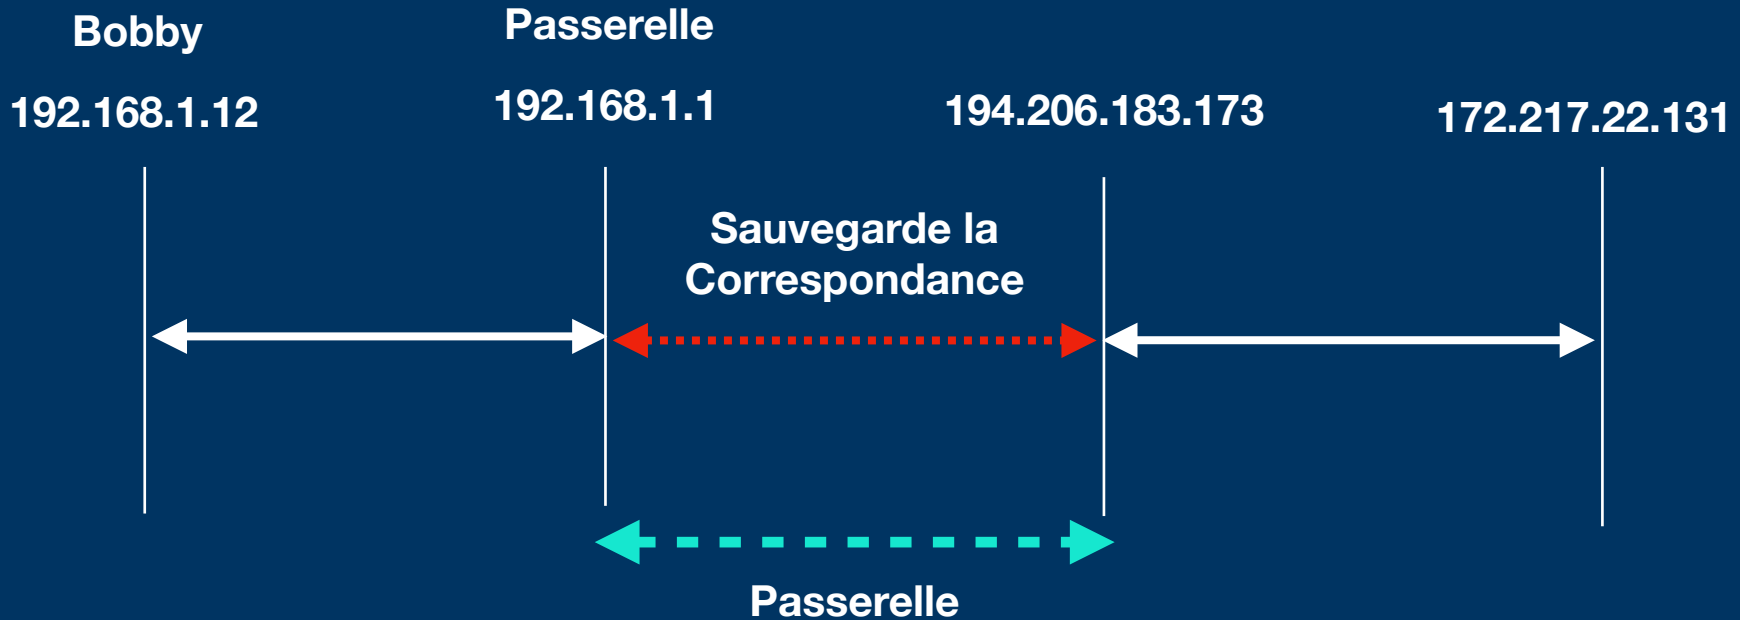 Bobby
Passerelle
192.168.1.12
192.168.1.1
194.206.183.173
172.217.22.131
Sauvegarde la
Correspondance
Passerelle